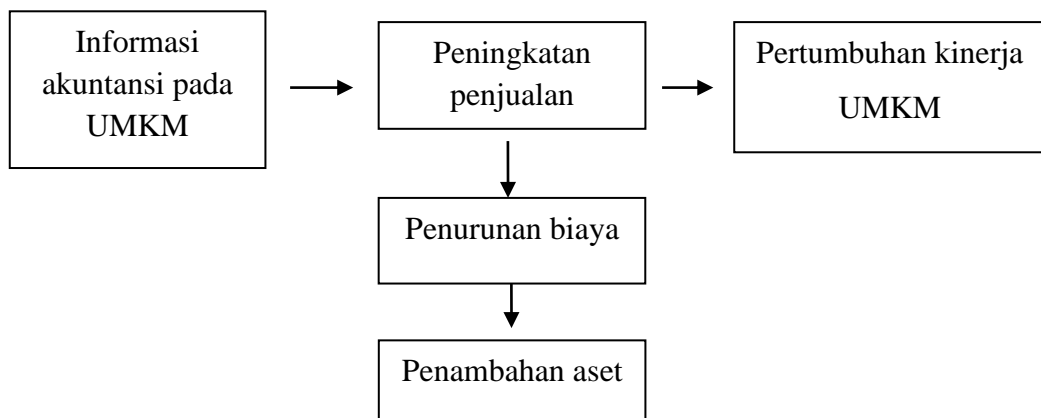 Informasi
akuntansi pada
UMKM
Peningkatan
penjualan
Pertumbuhan kinerja
UMKM
Penurunan biaya
Penambahan aset